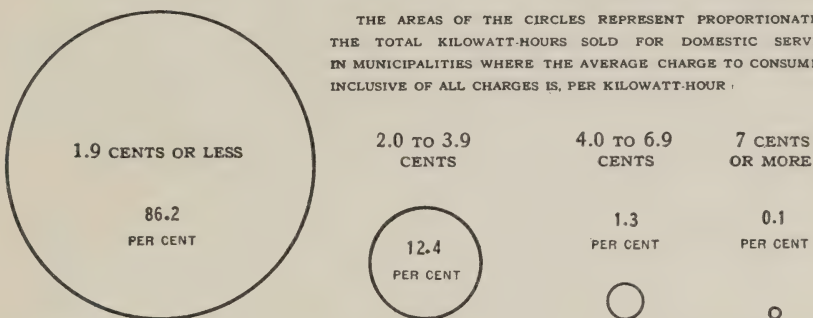 THE AREAS OF THE CIRCLES REPRESENT PROPORTIONAT
THE TOTAL KILOWATT-HOURS SOLD FOR DOMESTIC SERV
IN MUNICIPALITIES WHERE THE AVERAGE CHARGE TO CONSUM
INCLUSIVE OF ALL CHARGES IS, PER KILOWATT-HOUR
1.9 CENTS OR LESS
86.2
PER CENT
2.0 TO 3.9
CENTS
12.4
PER CENT
4.0 TO 6.9
CENTS
1.3
PER CENT
7 CENTS
OR MORE
0.1
PER CENT